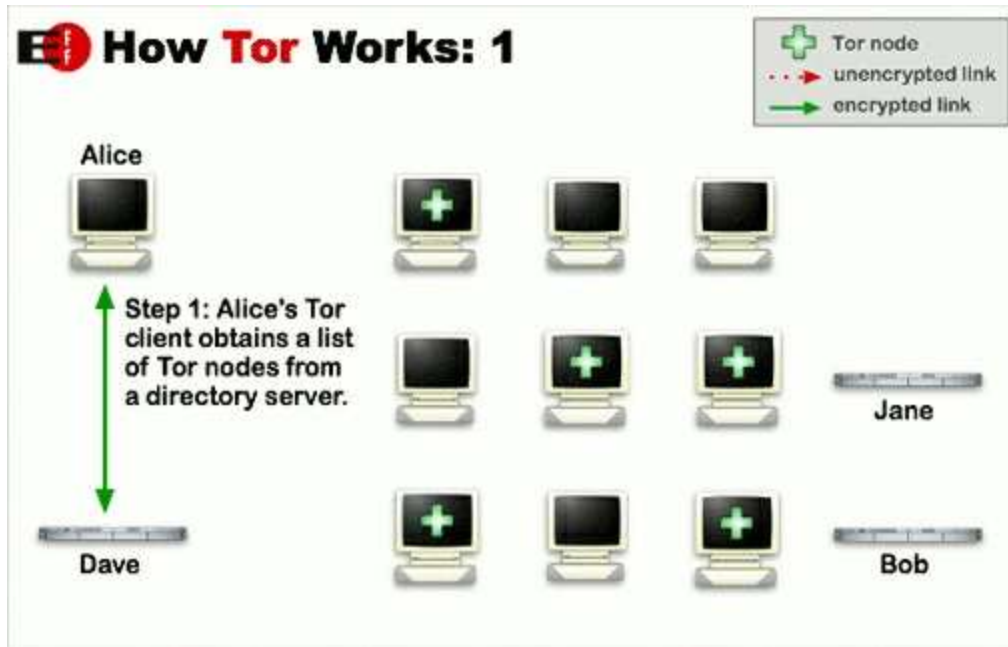 EFF How Tor Works: 1
Tor node
unencrypted link
encrypted link
Alice
Step 1: Alice's Tor
client obtains a list
of Tor nodes from
a directory server.
Jane
Dave
Bob